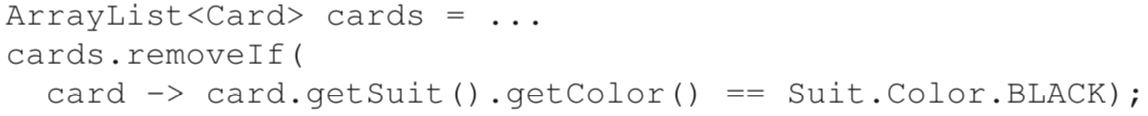 ArrayList<Card> cards = ...
cards.removeIf(
  card -> card.getSuit().getColor() == Suit.Color.BLACK);